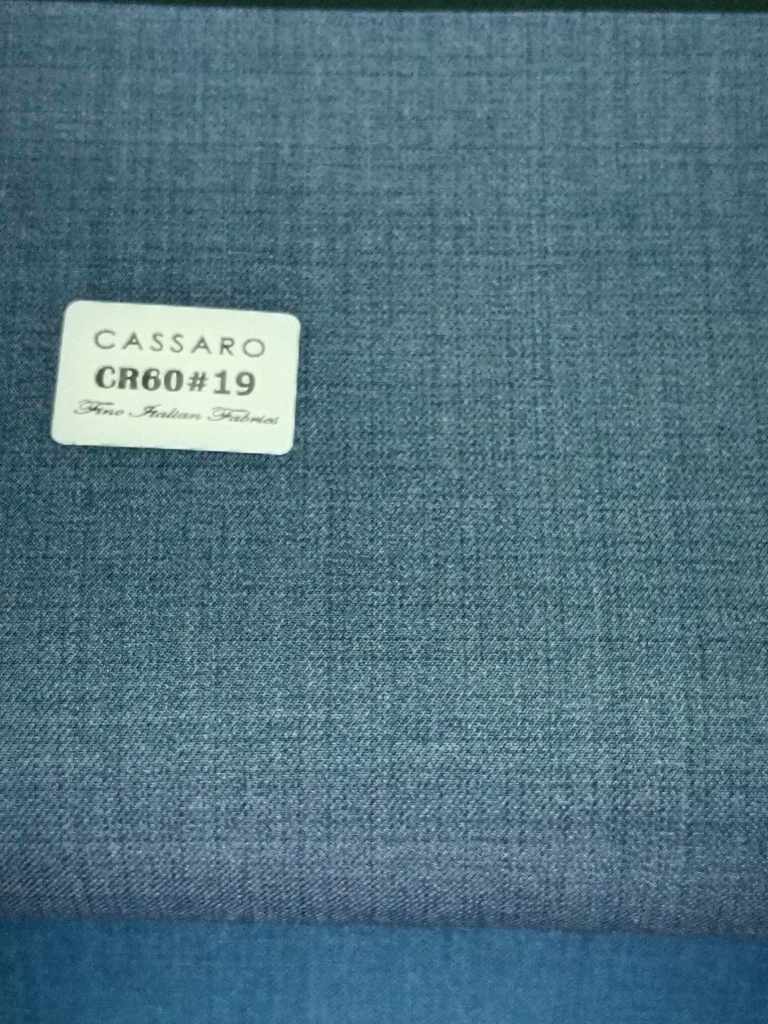 CASSARO
CR60#19
Fine Italian Fabrics